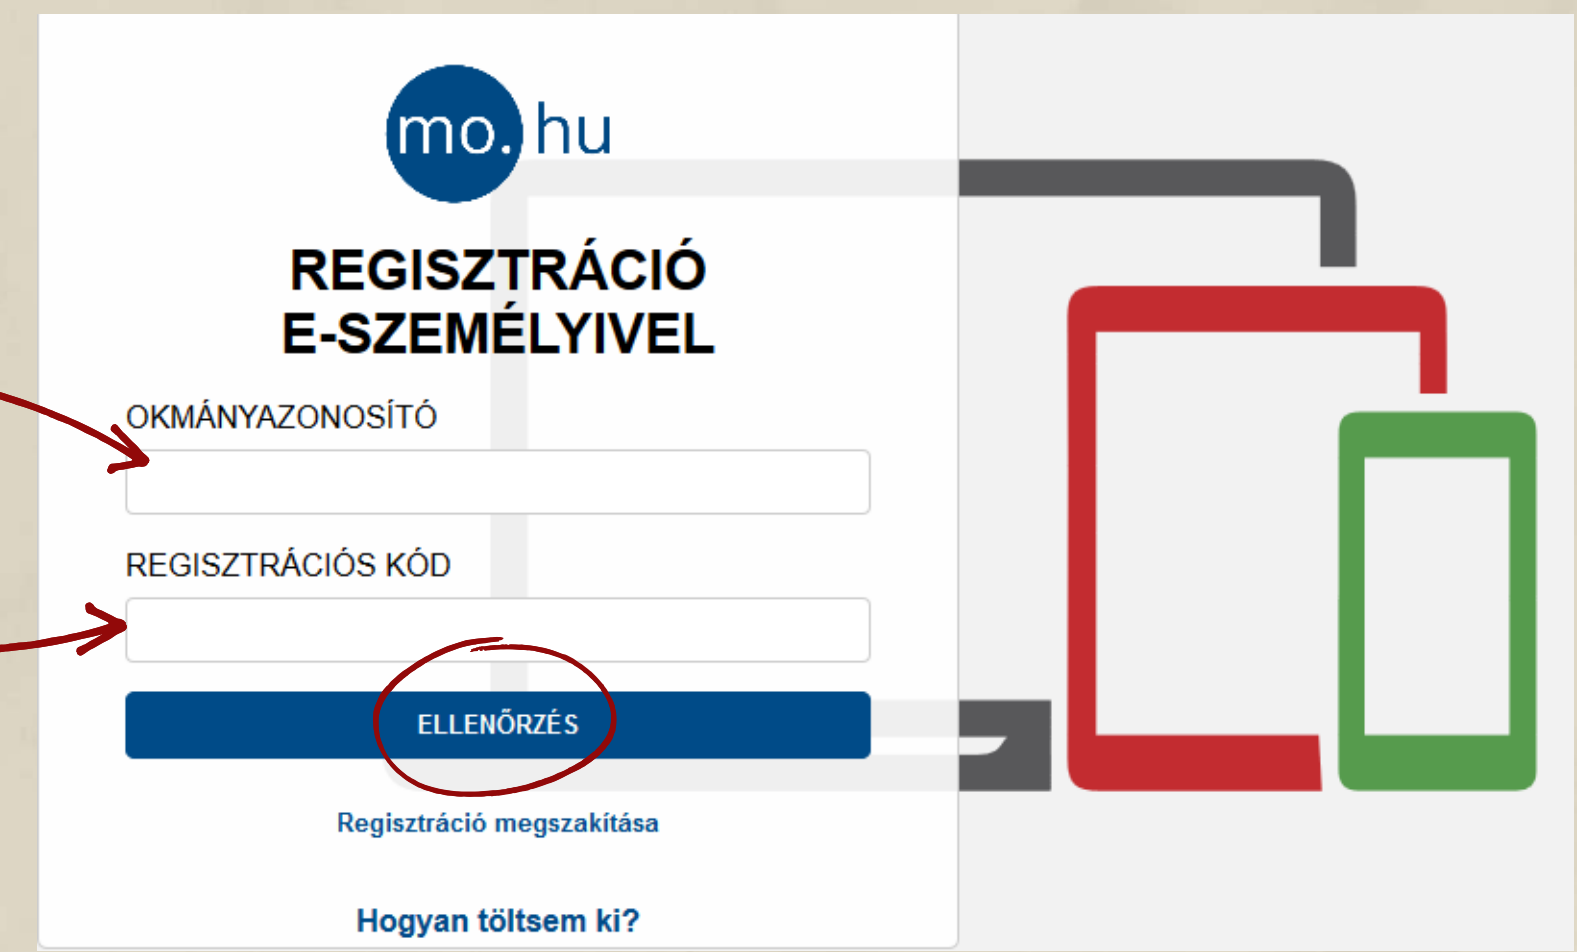 mo.hu
REGISZTRÁCIÓ
E-SZEMÉLYIVEL
OKMÁNYAZONOSÍTÓ
REGISZTRÁCIÓS KÓD
ELLENŐRZÉS
Regisztráció megszakítása
Hogyan töltsem ki?